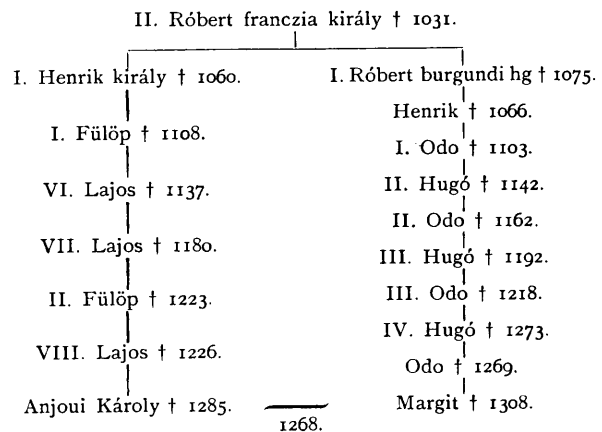 II. Róbert franczia király † 1031.
I. Henrik király † 1060.
I. Fülöp † 1108.
VI. Lajos † 1137.
VII. Lajos † 1180.
II. Fülöp † 1223.
VIII. Lajos † 1226.
Anjoui Károly † 1285.
I. Róbert burgundi hg † 1075.
Henrik † 1066.
I. Odo † 1103.
II. Hugó † 1142.
II. Odo † 1162.
III. Hugó † 1192.
III. Odo † 1218.
IV. Hugó † 1273.
Odo † 1269.
Margit † 1308.
1268.